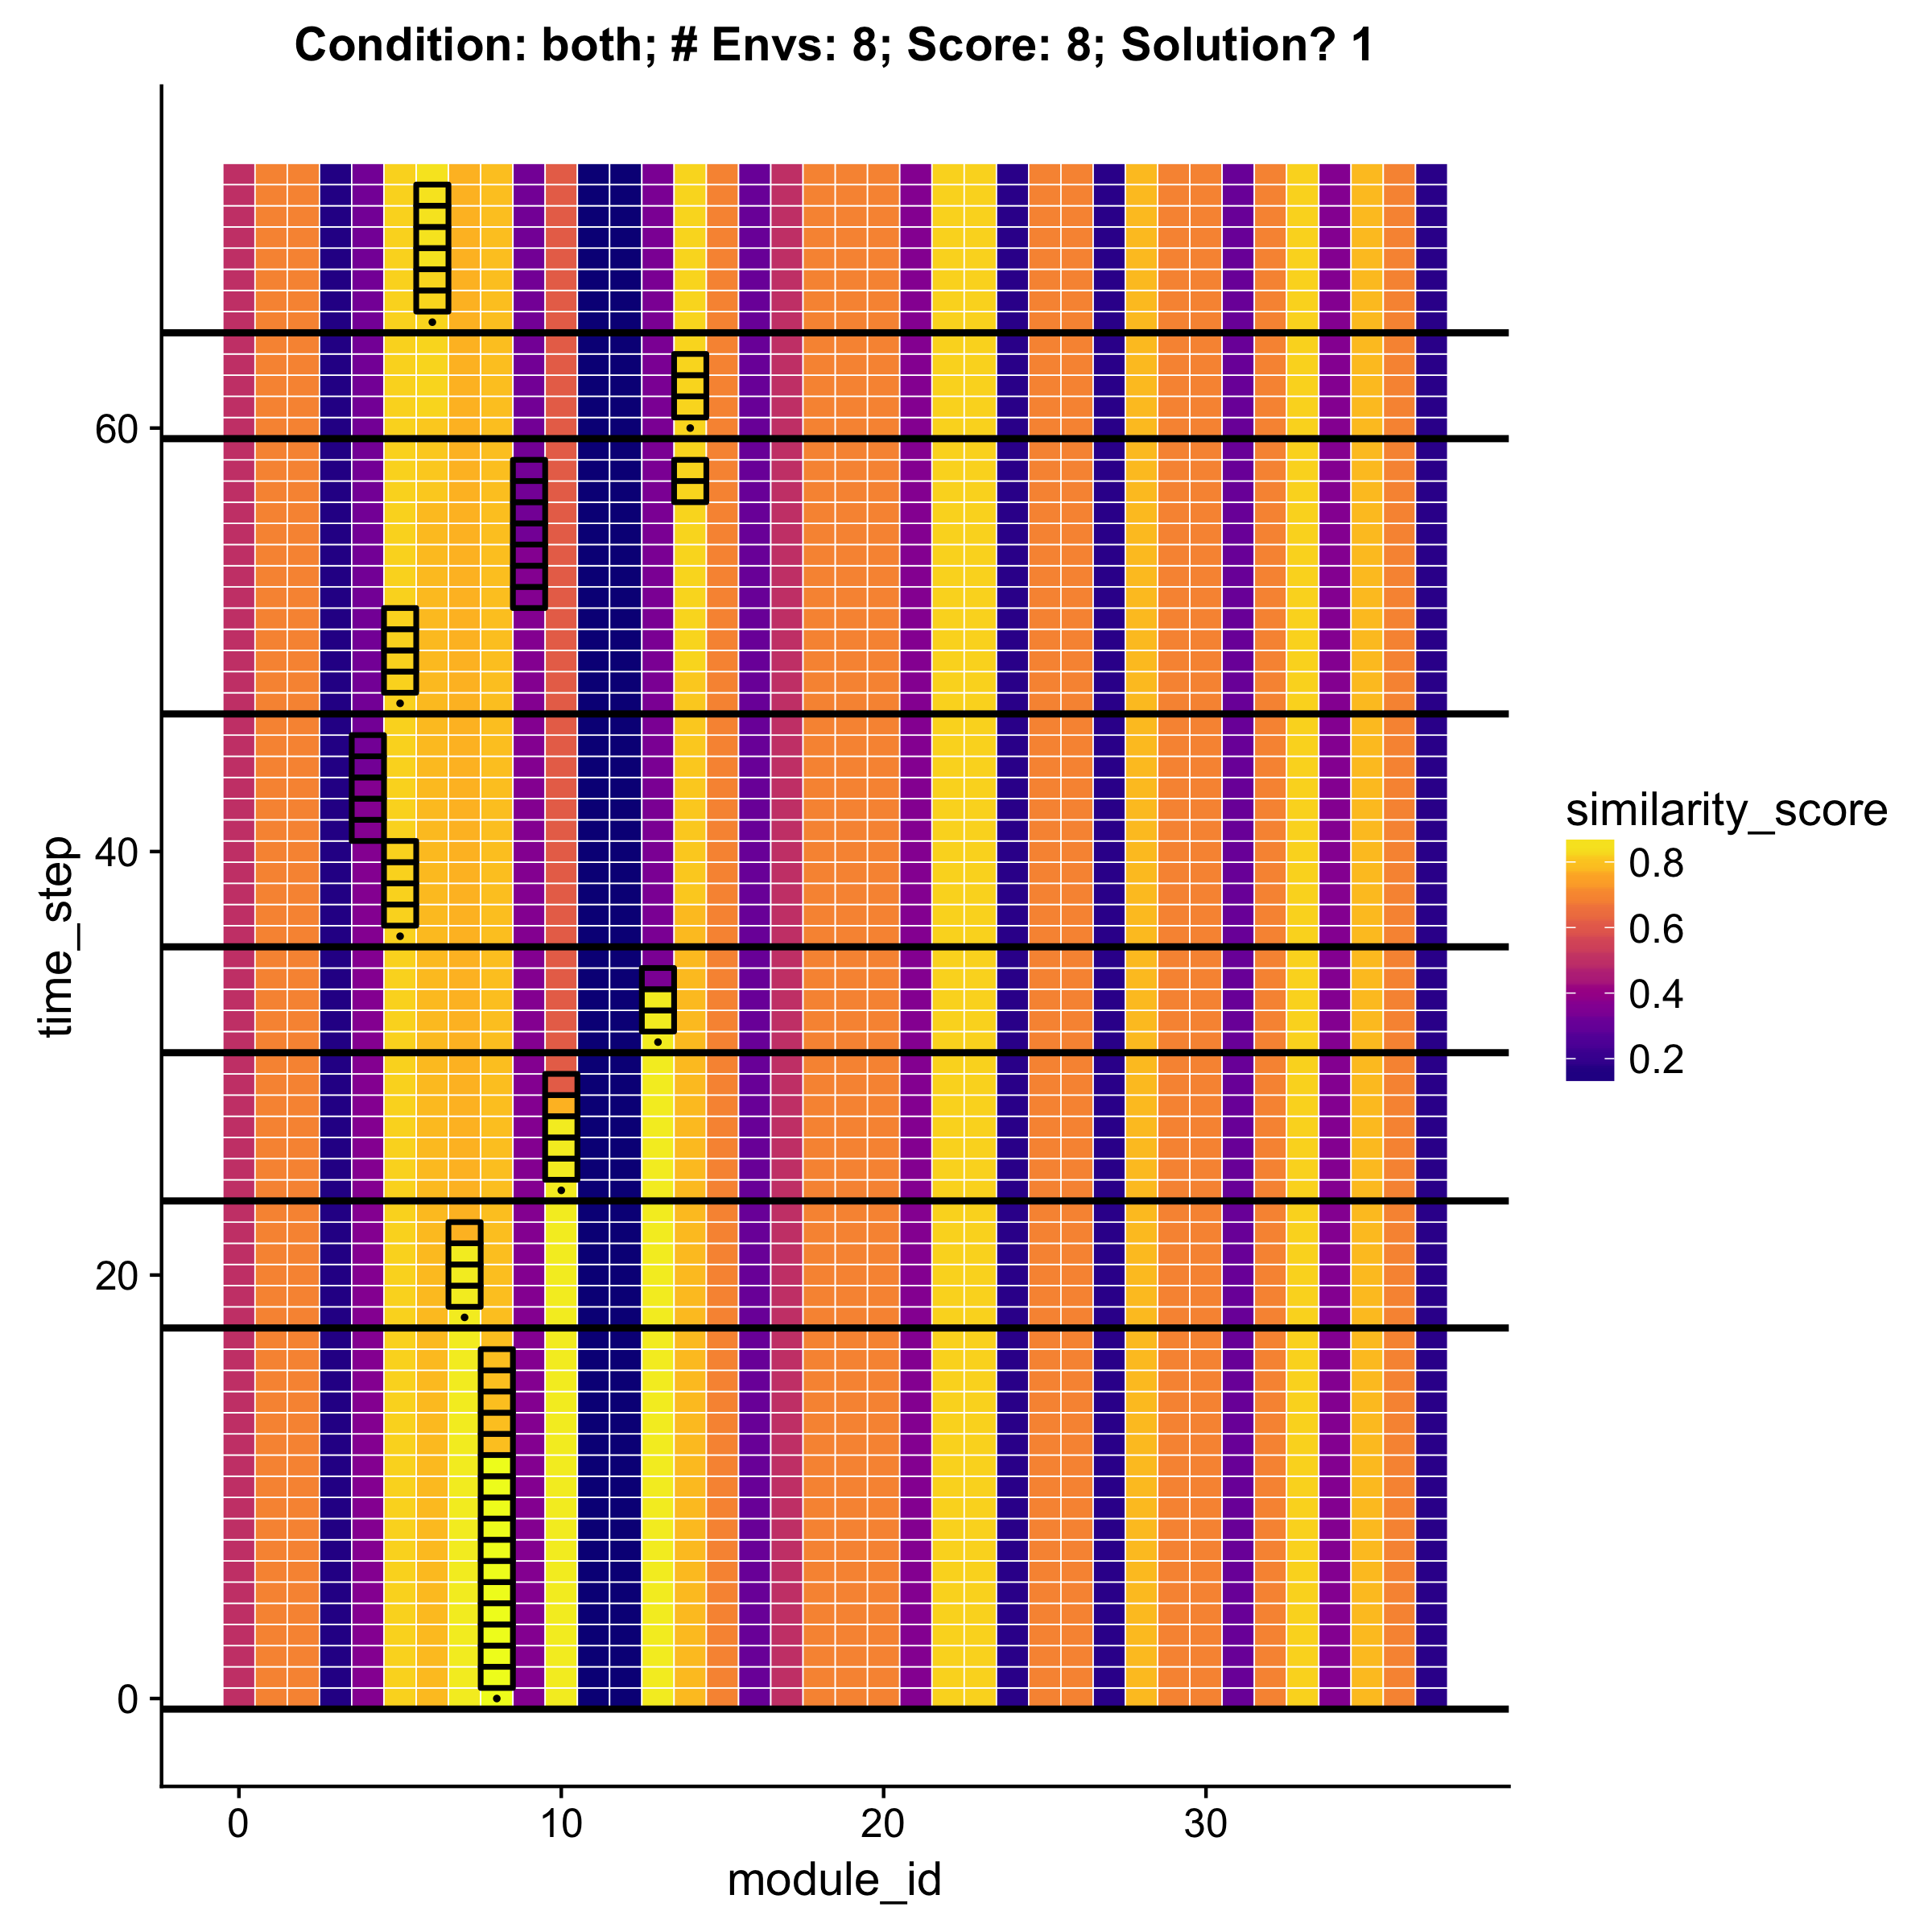 Condition: both; # Envs: 8; Score: 8; Solution? 1
time_step
60
40
20
0
0 10 20 30
module_id
similarity_score
0.8
0.6
0.4
0.2